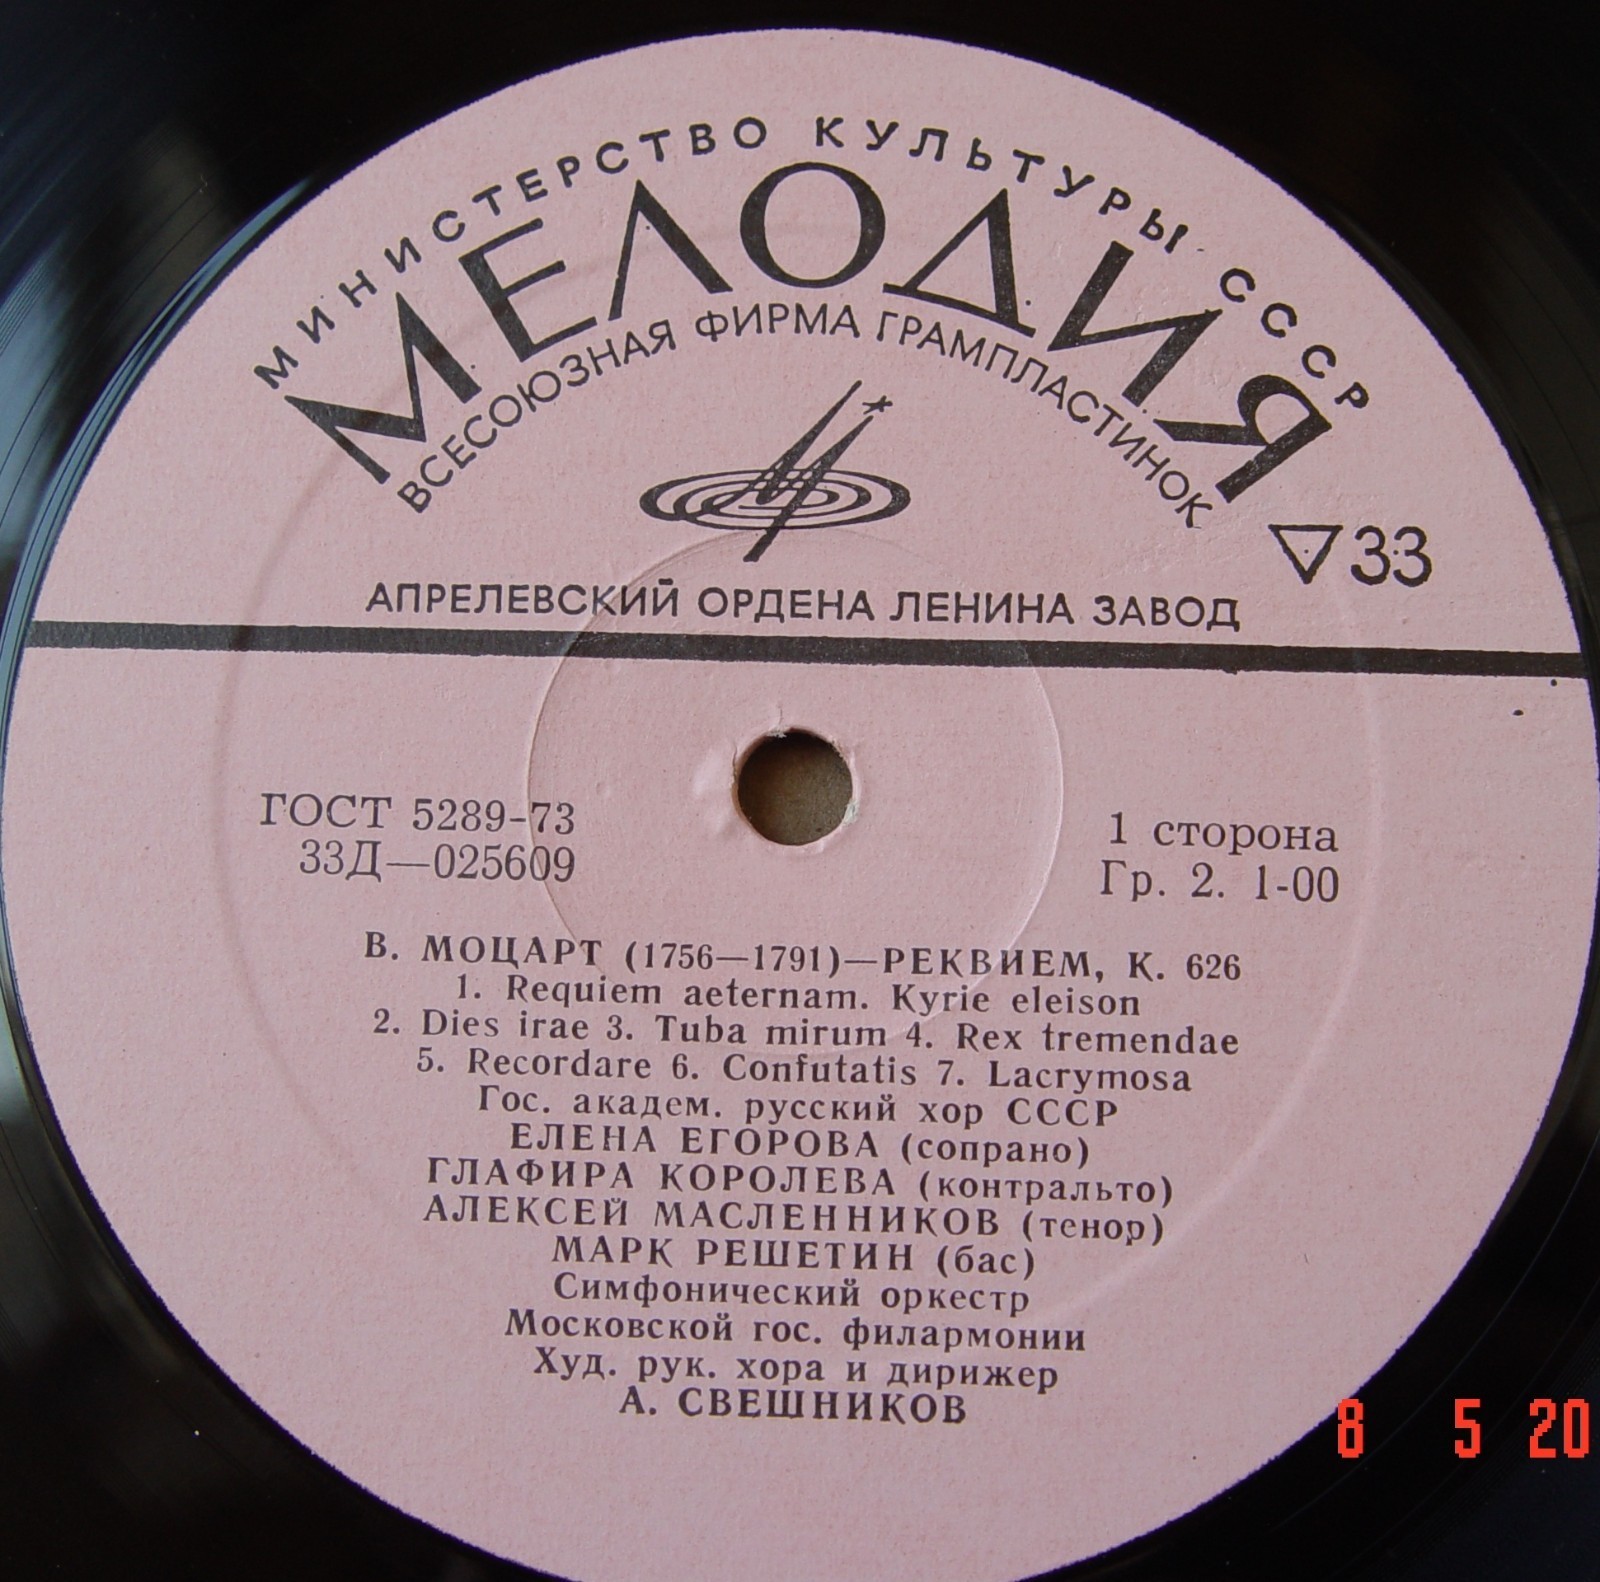 МИНИСТЕРСТВО КУЛЬТУРЫ СССР
МЕЛОДИЯ
ВСЕСОЮЗНАЯ ФИРМА ГРАМПЛАСТИНОК
33
АПРЕЛЕВСКИЙ ОРДЕНА ЛЕНИНА ЗАВОД
ГОСТ 5289-73
33Д—025609
1 сторона
Гр. 2. 1-00
В. МОЦАРТ (1756—1791)—РЕКВИЕМ, К. 626
1. Requiem aeternam. Kyrie eleison
2. Dies irae 3. Tuba mirum 4. Rex tremendae
5. Recordare 6. Confutatis 7. Lacrymosa
Гос. академ. русский хор СССР
ЕЛЕНА ЕГОРОВА (сопрано)
ГЛАФИРА КОРОЛЕВА (контральто)
АЛЕКСЕЙ МАСЛЕННИКОВ (тенор)
МАРК РЕШЕТИН (бас)
Симфонический оркестр
Московской гос. филармонии
Худ. рук. хора и дирижер
А. СВЕШНИКОВ
8 5 20